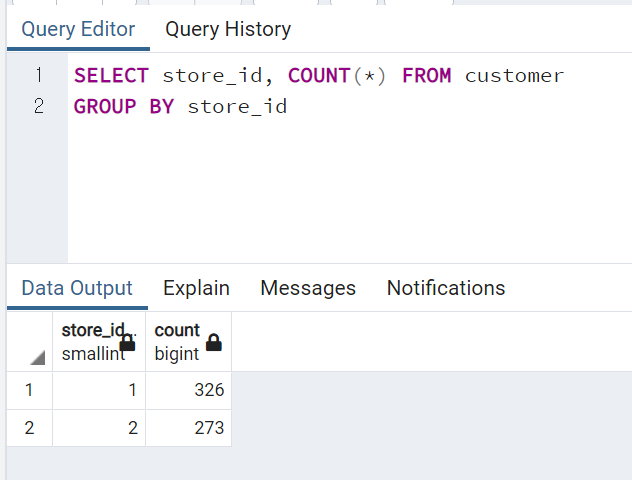 Query Editor Query History
1 SELECT store_id, COUNT(*) FROM customer
2 GROUP BY store_id
Data Output Explain Messages Notifications
store_id... count
smallint bigint
1 1 326
2 2 273